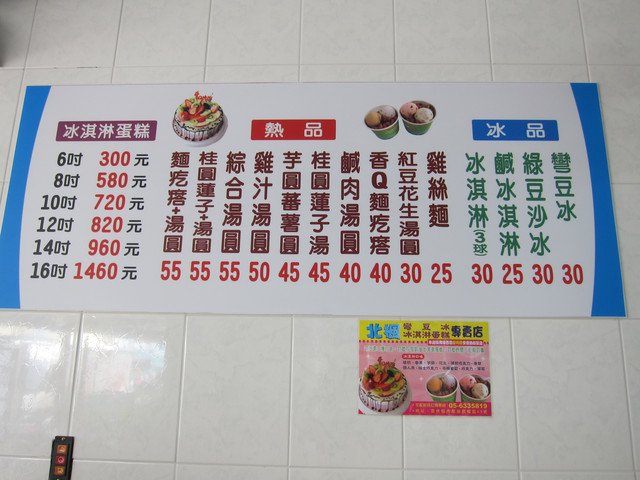 冰淇淋蛋糕
6吋 300元
8吋 580元
10吋 720元
12吋 820元
14吋 960元
16吋 1460元
熱品
麵疙瘩+湯圓 55
桂圓蓮子+湯圓 55
綜合湯圓 55
雞汁湯圓 50
芋圓番薯圓 45
桂圓蓮子湯 45
鹹肉湯圓 40
香Q麵疙瘩 40
紅豆花生湯圓 30
雞絲麵 25
冰品
冰淇淋(3球) 30
鹹冰淇淋 25
綠豆沙冰 30
彎豆冰 30
彎豆冰
冰淇淋蛋糕
專賣店
05-6335819